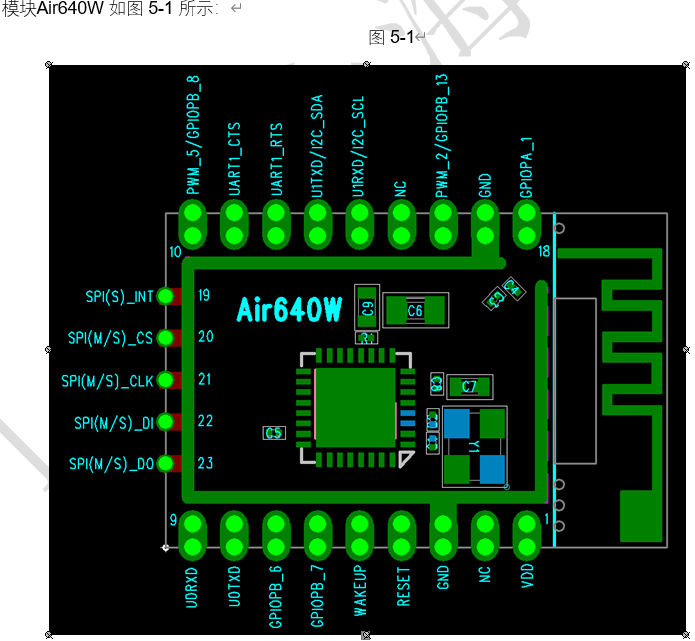 模块Air640W 如图 5-1 所示:
图 5-1
PWM_5/GPIOPB_8
UART1_CTS
UART1_RTS
U1TXD/I2C_SDA
U1RXD/I2C_SCL
NC
PWM_2/GPIOPB_13
GND
GPIOPA_1
10
18
SPI(S)_INT
19
SPI(M/S)_CS
20
SPI(M/S)_CLK
21
SPI(M/S)_DI
22
SPI(M/S)_DO
23
Air640W
C9
C6
C3
C4
C8
C7
C5
Y1
9
1
U0RXD
U0TXD
GPIOPB_6
GPIOPB_7
WAKEUP
RESET
GND
NC
VDD